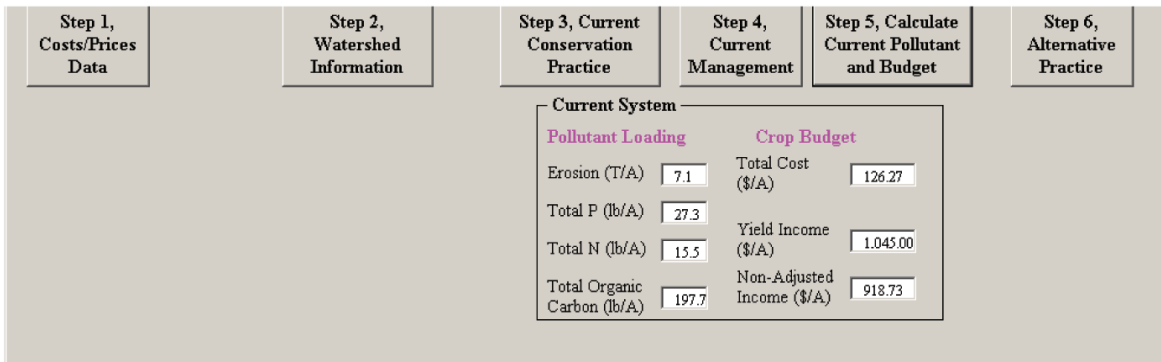 Step 1,
Costs/Prices
Data
Step 2,
Watershed
Information
Step 3, Current
Conservation
Practice
Step 4,
Current
Management
Step 5, Calculate
Current Pollutant
and Budget
Step 6,
Alternative
Practice
Current System
Pollutant Loading
Erosion (T/A) 7.1
Total P (lb/A) 27.3
Total N (lb/A) 15.5
Total Organic
Carbon (lb/A) 197.7
Crop Budget
Total Cost
($/A) 126.27
Yield Income
($/A) 1,045.00
Non-Adjusted
Income ($/A) 918.73